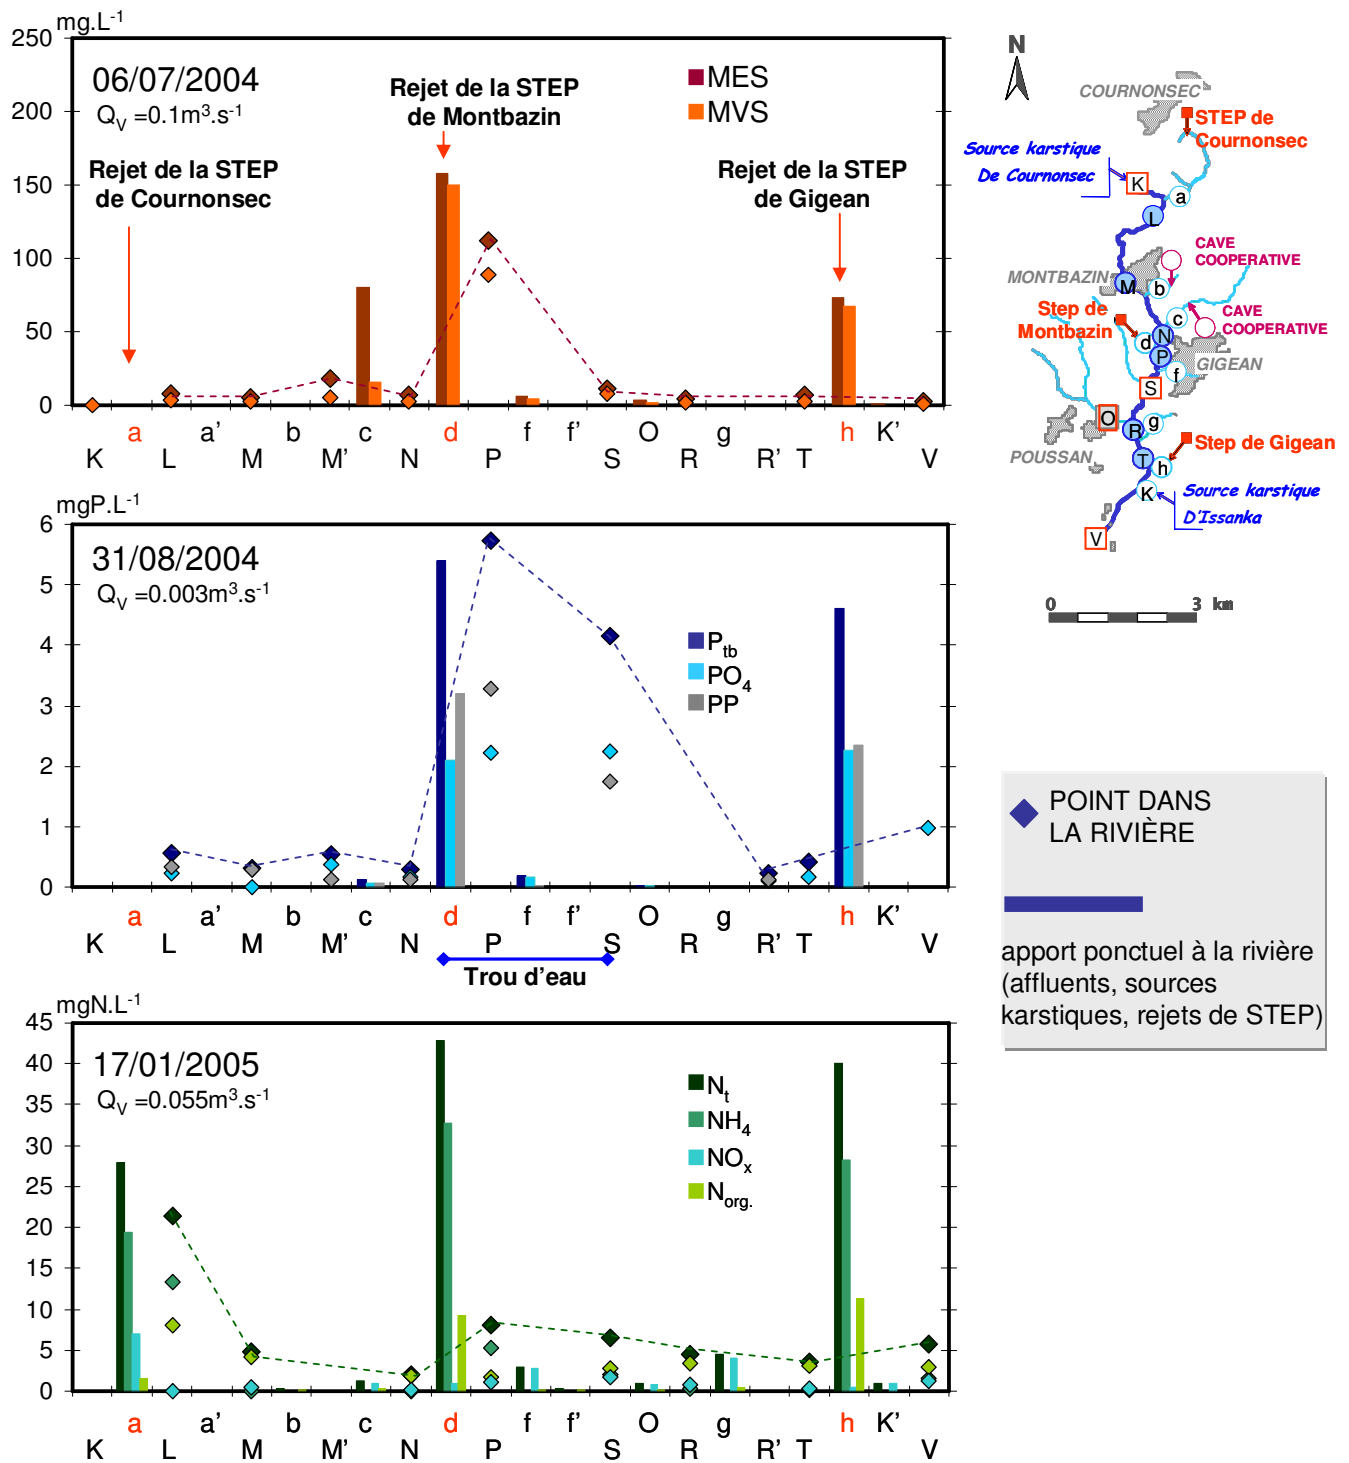 mg.L-1
250
200
150
100
50
0
06/07/2004
QV =0.1m3.s-1
Rejet de la STEP
de Cournonsec
Rejet de la STEP
de Montbazin
Rejet de la STEP
de Gigean
MES
MVS
a a' b c d f f' O g h K'
K L M M' N P S R R' T V
mgP.L-1
6
5
4
3
2
1
0
31/08/2004
QV =0.003m3.s-1
Ptb
PO4
PP
a a' b c d f f' O g h K'
K L M M' N P S R R' T V
Trou d'eau
mgN.L-1
45
40
35
30
25
20
15
10
5
0
17/01/2005
QV =0.055m3.s-1
Nt
NH4
NOx
Norg.
a a' b c d f f' O g h K'
K L M M' N P S R R' T V
N
COURNONSEC
STEP de
Cournonsec
Source karstique
De Cournonsec
K
a
L
CAVE
COOPERATIVE
MONTBAZIN
M
b
Step de
Montbazin
c
CAVE
COOPERATIVE
N
d
P
GIGEAN
f
S
O
g
R
Step de Gigean
POUSSAN
T
h
K
Source karstique
D'Issanka
V
0 3 km
POINT DANS
LA RIVIÈRE
apport ponctuel à la rivière
(affluents, sources
karstiques, rejets de STEP)